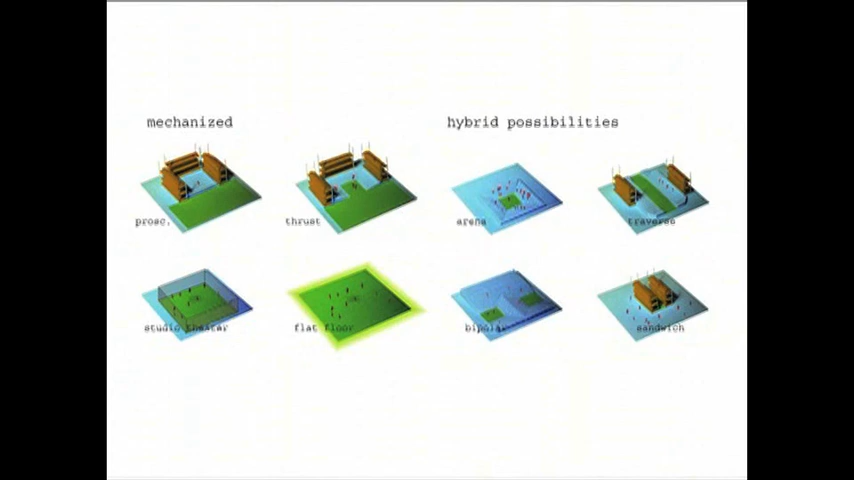 mechanized
hybrid possibilities
prosc.
thrust
arena
traverse
studio theater
flat floor
bipolar
sandwich